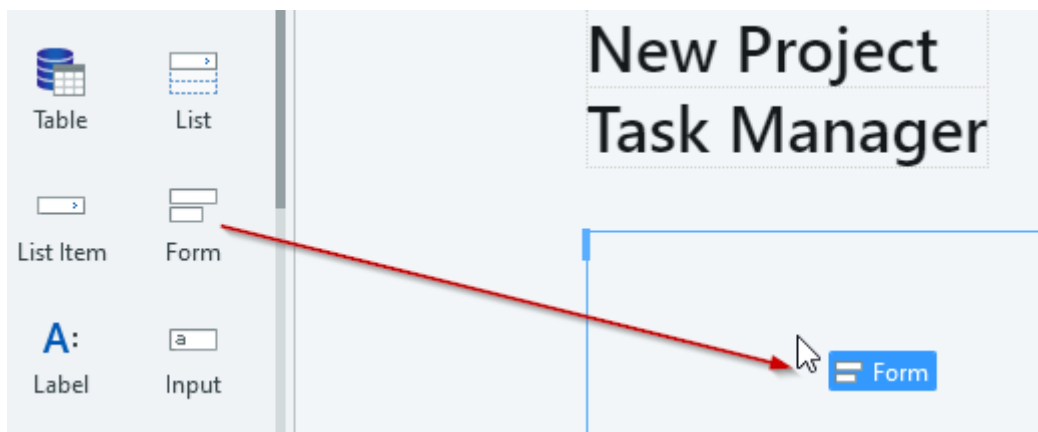 New Project
Task Manager
Table
List
List Item
Form
A:
Label
a
Input
Form